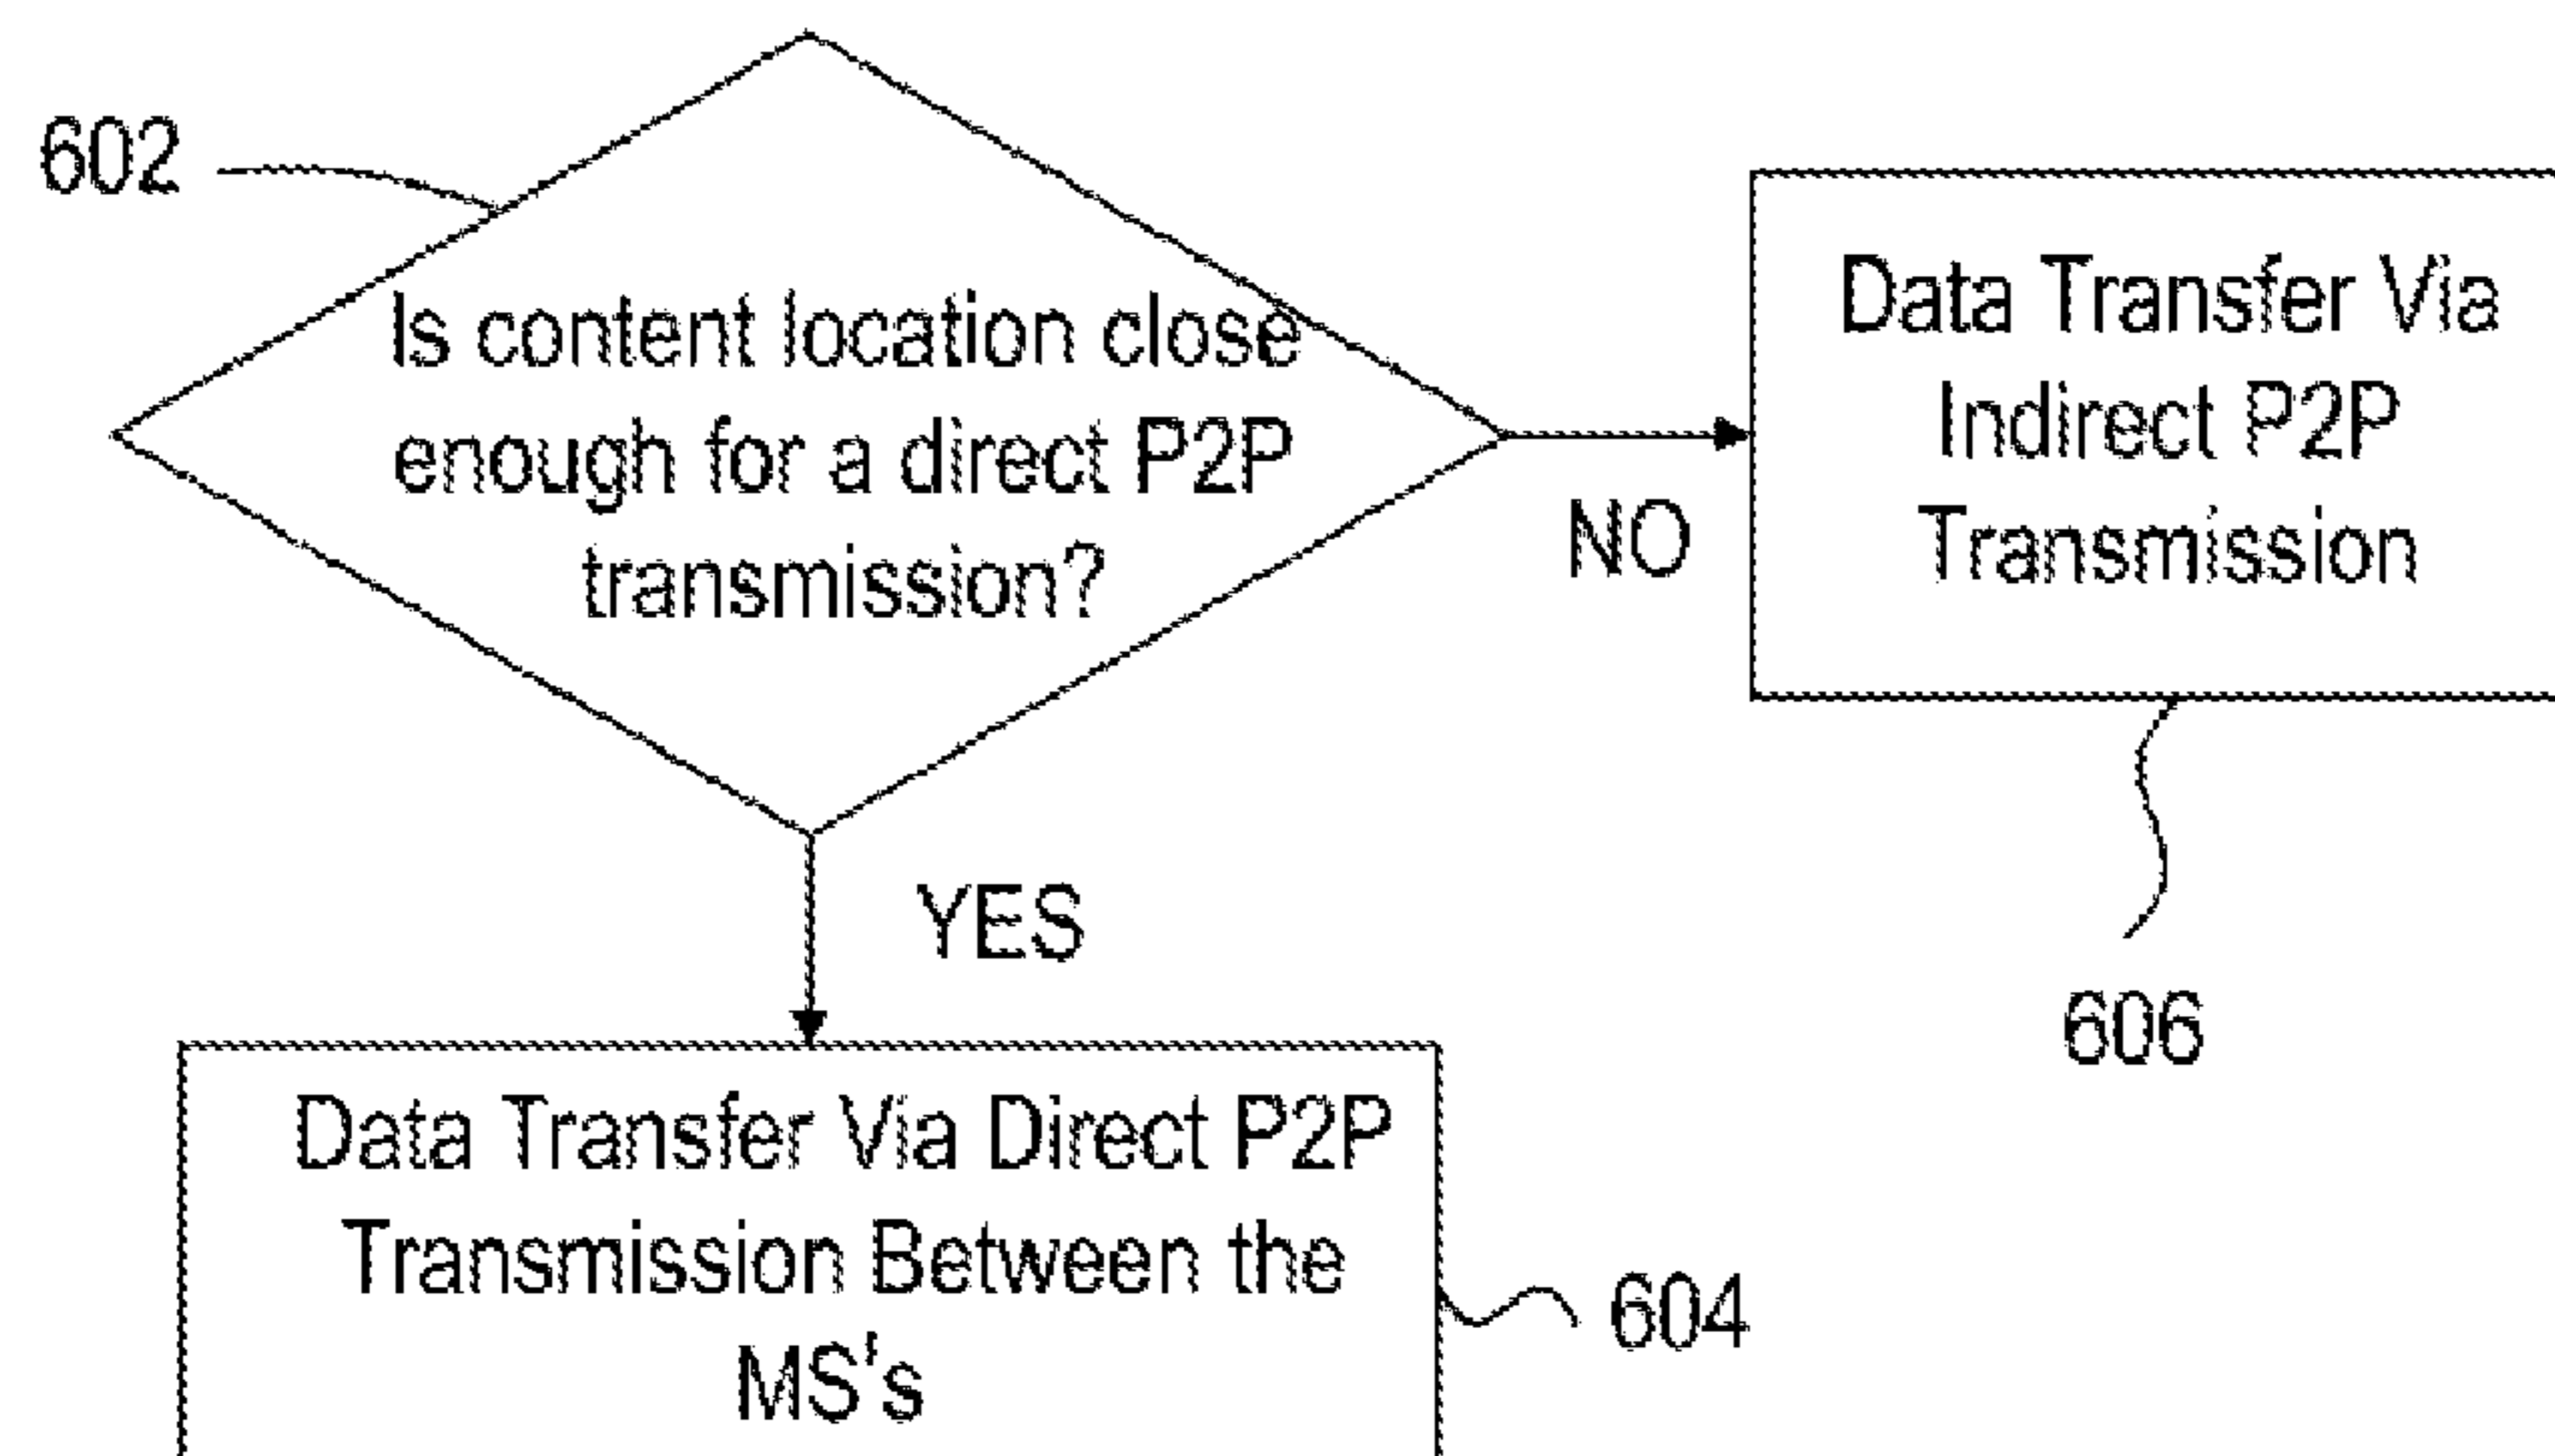 602
Is content location close
enough for a direct P2P
transmission?
NO
Data Transfer Via
Indirect P2P
Transmission
606
YES
Data Transfer Via Direct P2P
Transmission Between the
MS's
604